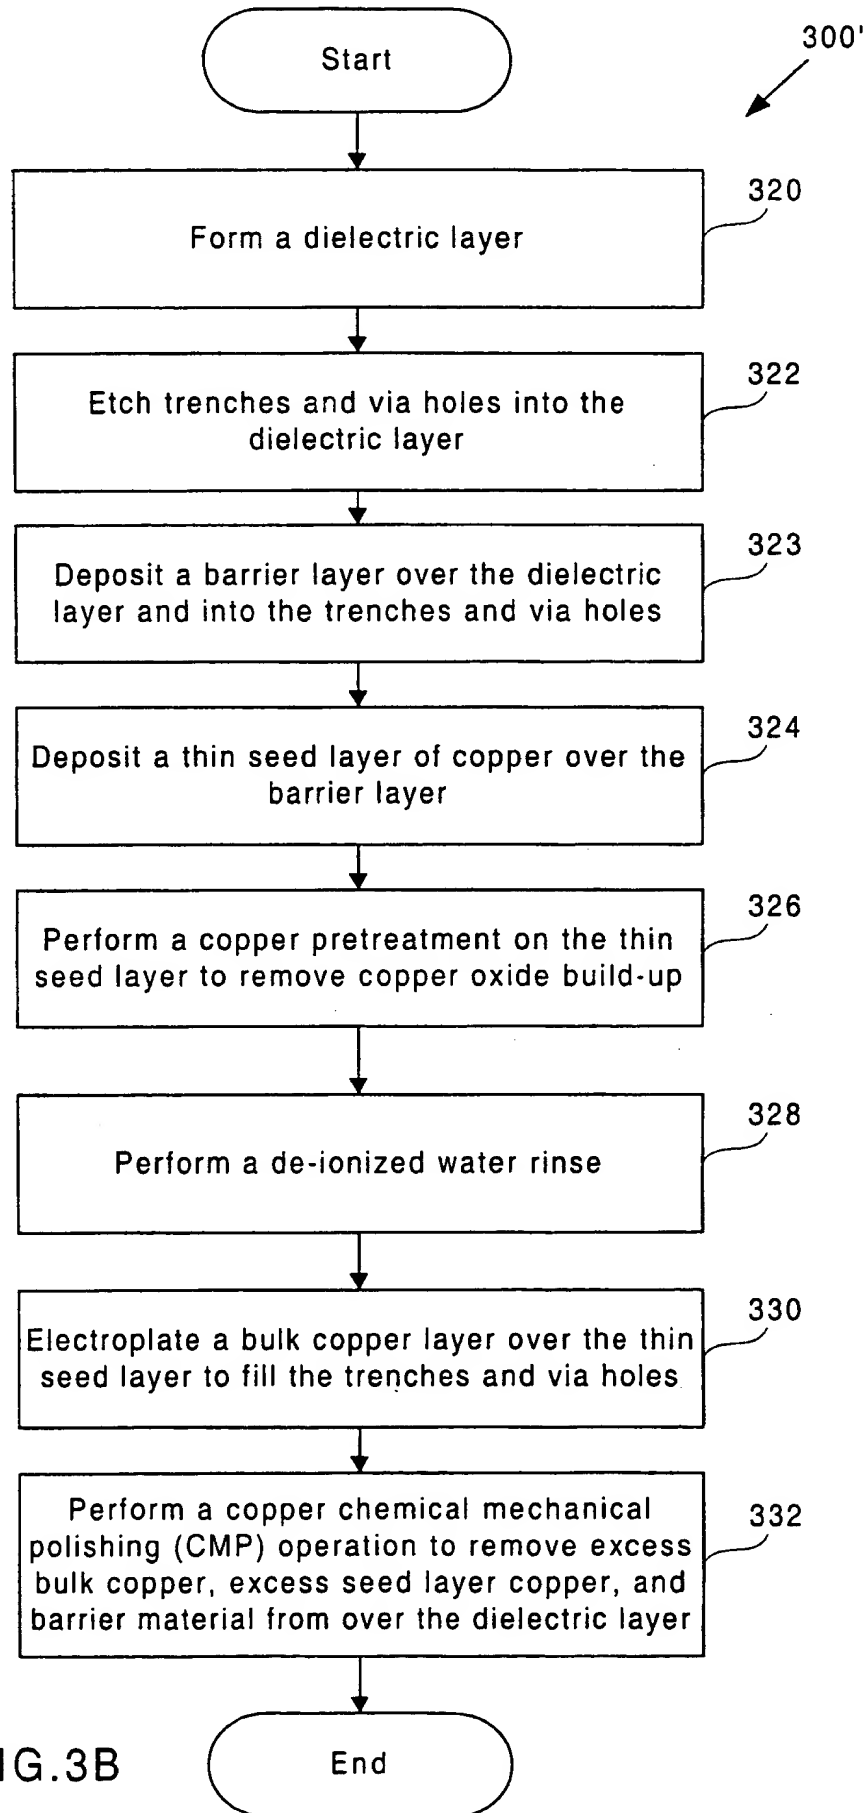 Start
300'
320
Form a dielectric layer
322
Etch trenches and via holes into the
dielectric layer
323
Deposit a barrier layer over the dielectric
layer and into the trenches and via holes
324
Deposit a thin seed layer of copper over the
barrier layer
326
Perform a copper pretreatment on the thin
seed layer to remove copper oxide build-up
328
Perform a de-ionized water rinse
330
Electroplate a bulk copper layer over the thin
seed layer to fill the trenches and via holes
332
Perform a copper chemical mechanical
polishing (CMP) operation to remove excess
bulk copper, excess seed layer copper, and
barrier material from over the dielectric layer
End
IG.3B